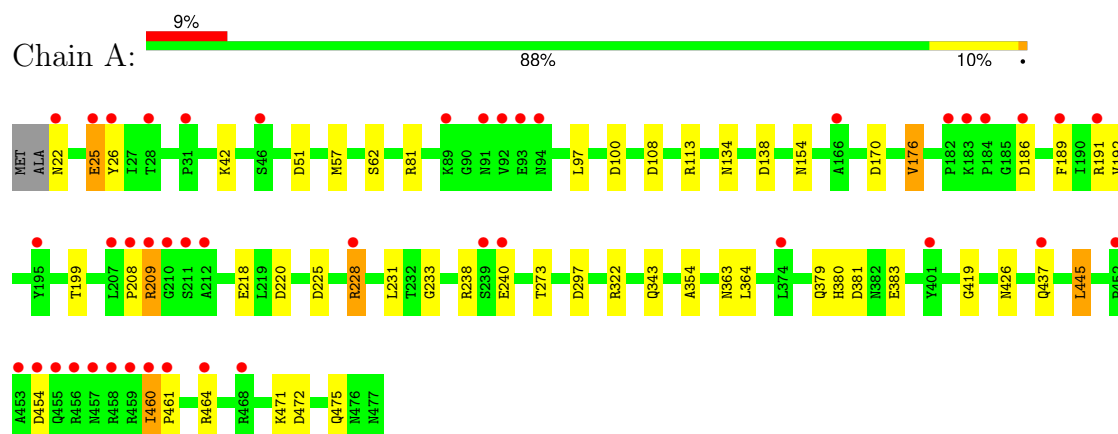 9%
Chain A:
88% 10% •
MET ALA N22 E25 Y26 I27 T28 P31 K42 S46 D51 M57 S62 R81 K89 G90 N91 V92 E93 N94 L97 D100 D108 R113 N134 D138 N154 A166 D170 V176 P182 K183 P184 G185 D186 F189 I190 R191
Y195 T199 L207 P208 R209 G210 S211 A212 E218 L219 D220 D225 R228 L231 T232 G233 R238 S239 E240 T273 D297 R322 Q343 A354 N363 L364 L374 Q379 H380 D381 N382 E383 Y401 G419 N426 Q437 L445
A453 D454 Q455 R456 N457 R458 R459 I460 P461 R464 R468 K471 D472 Q475 N476 N477